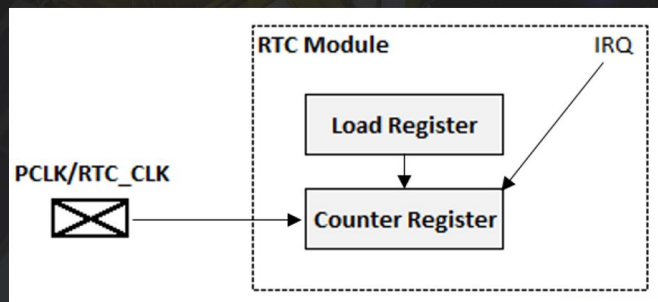 RTC Module
IRQ
Load Register
PCLK/RTC_CLK
Counter Register